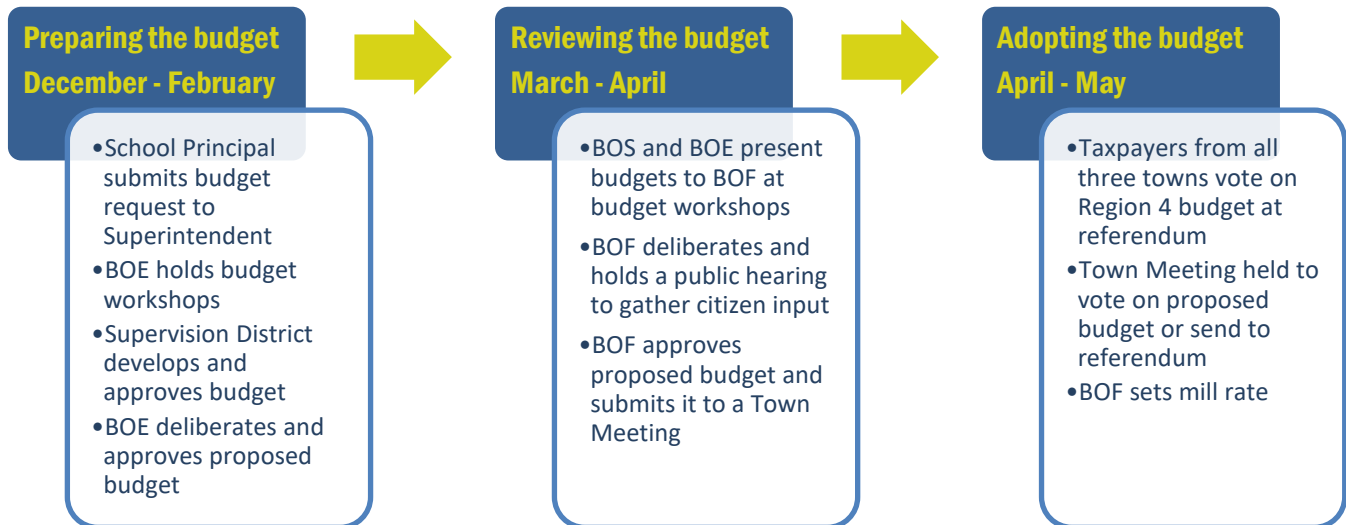 Preparing the budget
December - February
•School Principal
submits budget
request to
Superintendent
•BOE holds budget
workshops
•Supervision District
develops and
approves budget
•BOE deliberates and
approves proposed
budget
Reviewing the budget
March - April
•BOS and BOE present
budgets to BOF at
budget workshops
•BOF deliberates and
holds a public hearing
to gather citizen input
•BOF approves
proposed budget and
submits it to a Town
Meeting
Adopting the budget
April - May
•Taxpayers from all
three towns vote on
Region 4 budget at
referendum
•Town Meeting held to
vote on proposed
budget or send to
referendum
•BOF sets mill rate